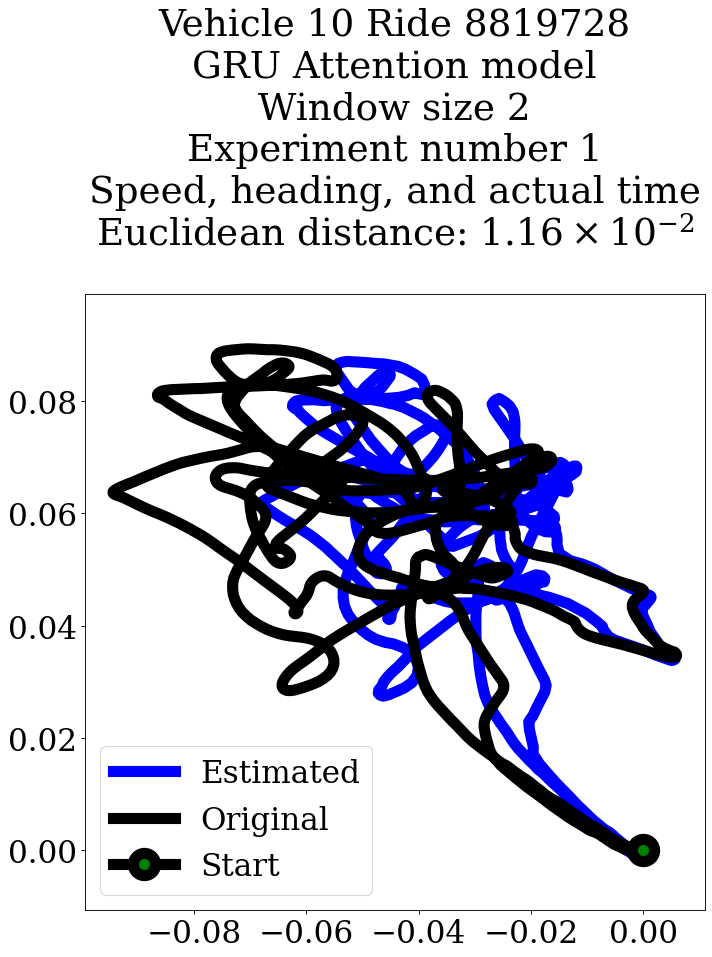 Vehicle 10 Ride 8819728
GRU Attention model
Window size 2
Experiment number 1
Speed, heading, and actual time
Euclidean distance: 1.16 × 10⁻²
0.08
0.06
0.04
0.02
0.00
Estimated
Original
Start
−0.08 −0.06 −0.04 −0.02 0.00